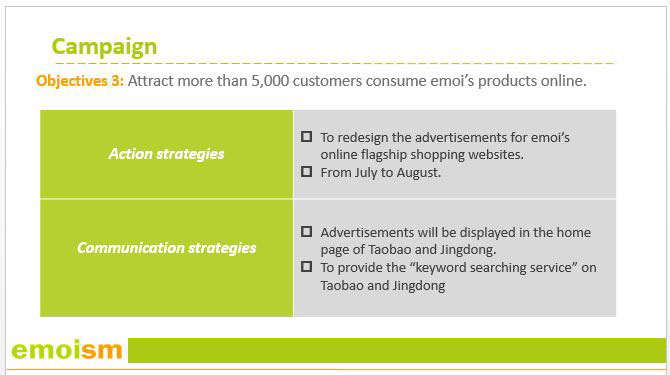 Campaign
Objectives 3: Attract more than 5,000 customers consume emoi's products online.
Action strategies
To redesign the advertisements for emoi's
online flagship shopping websites.
From July to August.
Communication strategies
Advertisements will be displayed in the home
page of Taobao and Jingdong.
To provide the “keyword searching service” on
Taobao and Jingdong
emoism